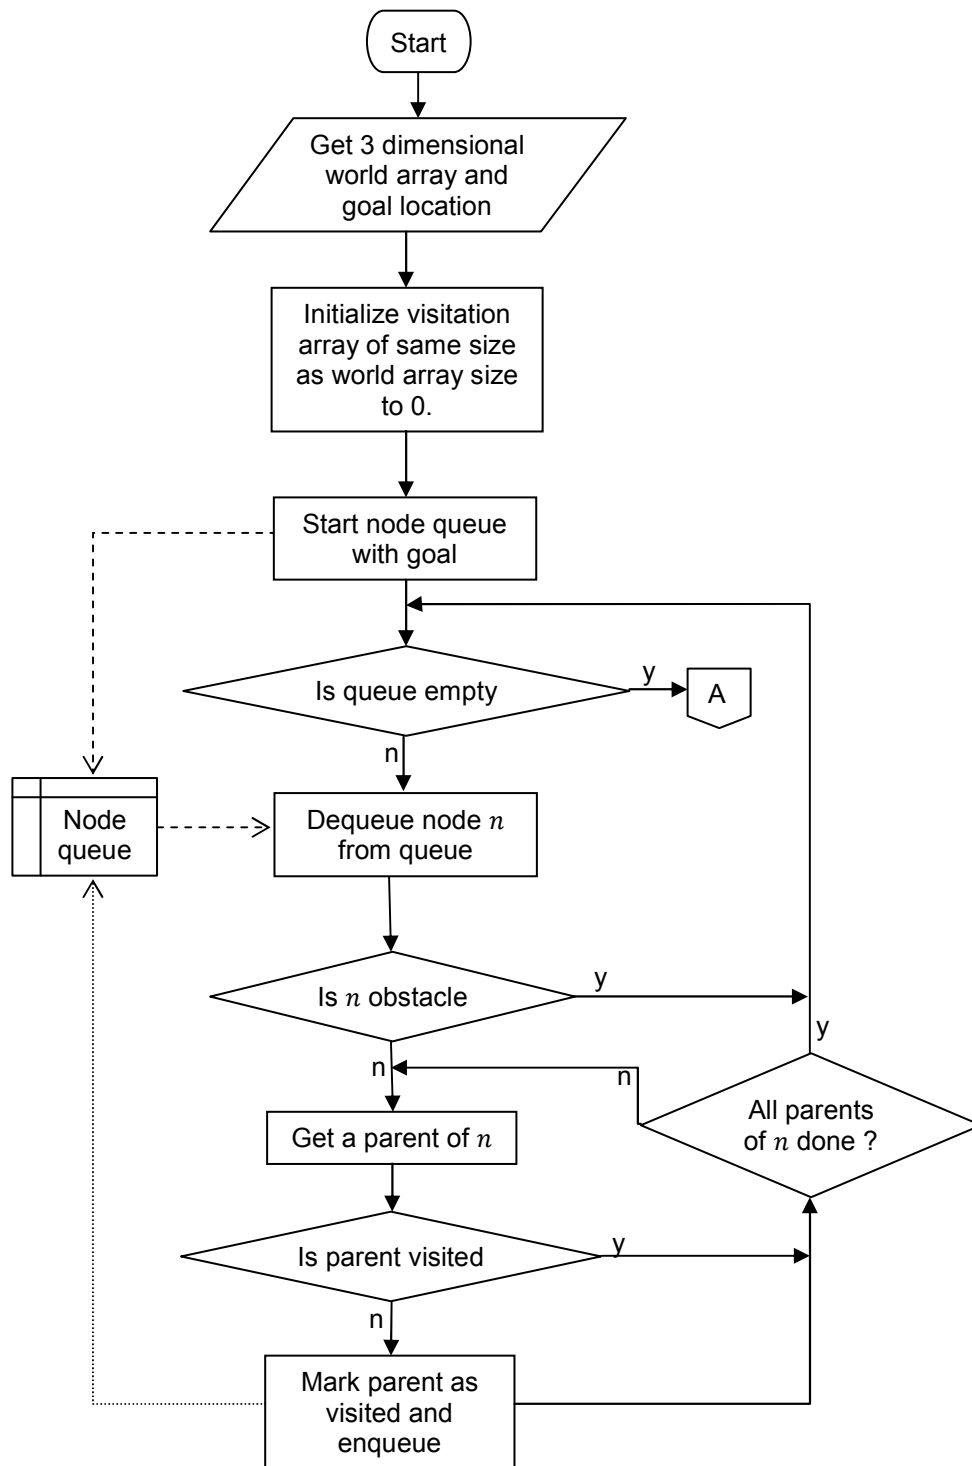 Start
Get 3 dimensional
world array and
goal location
Initialize visitation
array of same size
as world array size
to 0.
Start node queue
with goal
Is queue empty
y
A
n
Node
queue
Dequeue node n
from queue
Is n obstacle
y
y
n
n
All parents
of n done ?
Get a parent of n
Is parent visited
y
n
Mark parent as
visited and
enqueue